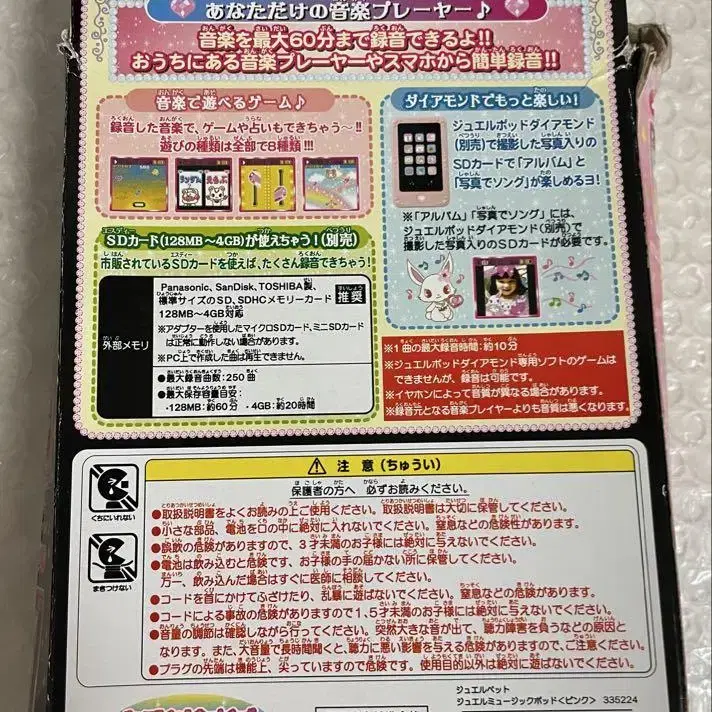 あなただけの音楽プレーヤー♪
音楽を最大60分まで録音できるよ!!
おうちにある音楽プレーヤーやスマホから簡単録音!!
音楽で遊べるゲーム♪
録音した音楽で、ゲームや占いもできちゃう〜!!
遊びの種類は全部で8種類!!!
ダイアモンドでもっと楽しい!
ジュエルポッドダイアモンド
(別売)で撮影した写真入りの
SDカードで「アルバム」と
「写真でソング」が楽しめるヨ!
※「アルバム」「写真でソング」には、
ジュエルポッドダイアモンド(別売)で
撮影した写真入りのSDカードが必要です。
SDカード(128MB〜4GB)が使えちゃう!(別売)
市販されているSDカードを使えば、たくさん録音できちゃう!
外部メモリ
Panasonic、SanDisk、TOSHIBA製、
標準サイズのSD、SDHCメモリーカード
128MB〜4GB対応
推奨
※アダプターを使用したマイクロSDカード、ミニSDカード
は正常に動作しない場合があります。
※PC上で作成した曲は再生できません。
●最大録音曲数:250曲
●最大保存容量目安:
・128MB:約60分 ・4GB:約20時間
※1曲の最大録音時間:約10分
※ジュエルポッドダイアモンド専用ソフトのゲームは
できませんが、録音は可能です。
※イヤホンによって音質が異なる場合があります。
※録音元となる音楽プレイヤーよりも音質は悪くなります。
注意(ちゅうい)
保護者の方へ 必ずお読みください。
くちにいれない
まきつけない
●取扱説明書をよくお読みの上ご使用ください。取扱説明書は大切に保管してください。
●小さな部品、電池を口の中に絶対に入れないでください。窒息などの危険性があります。
●誤飲の危険がありますので、3才未満のお子様には絶対に与えないでください。
●電池は飲み込むと危険です、お子様の手の届かない所に保管してください。
万一、飲み込んだ場合はすぐに医師に相談してください。
●コードを首にかけてふざけたり、乱暴に遊ばないでください。窒息などの危険があります。
●コードによる事故の危険がありますので1.5才未満のお子様には絶対に与えないでください。
●音量の調節は確認しながら行ってください。突然大きな音が出て、聴力障害を負うなどの原因と
なります。また、大音量で長時間聞くと、聴力に悪い影響を与える危険がありますので、ご注意ください。
●プラグの先端は機能上、尖っていますので危険です。使用目的以外は絶対に遊ばないでください。
ジュエルペット
ジュエルミュージックポッド<ピンク> 335224